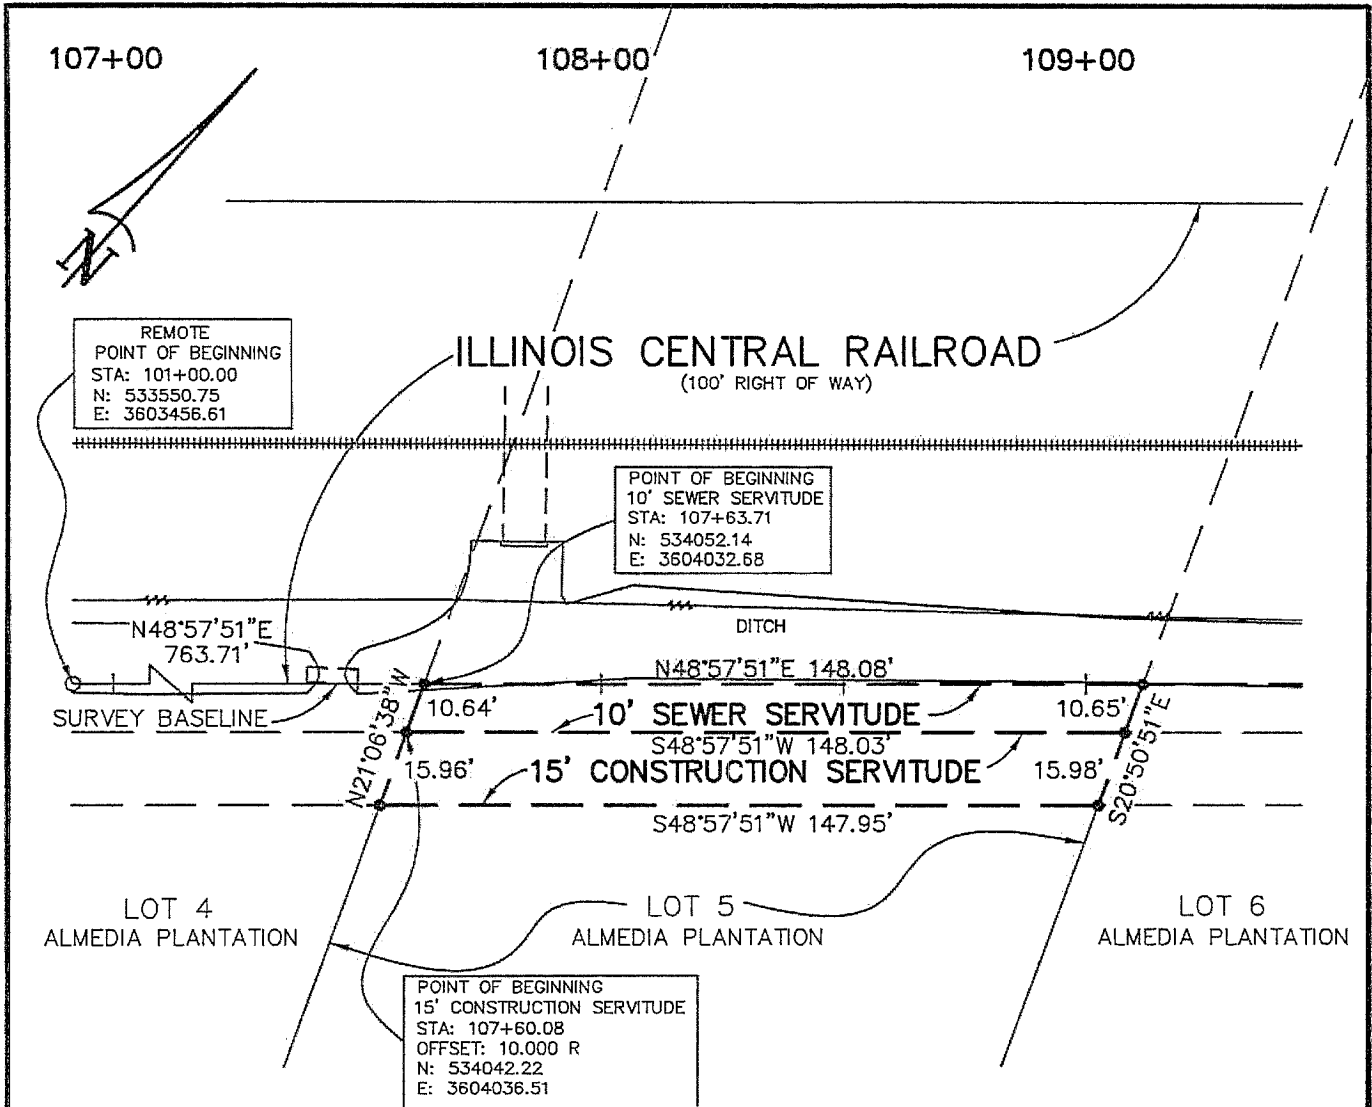 107+00
108+00
109+00
N
REMOTE
POINT OF BEGINNING
STA: 101+00.00
N: 533550.75
E: 3603456.61
ILLINOIS CENTRAL RAILROAD
(100' RIGHT OF WAY)
POINT OF BEGINNING
10' SEWER SERVITUDE
STA: 107+63.71
N: 534052.14
E: 3604032.68
DITCH
N48°57'51"E
763.71'
N48°57'51"E 148.08'
SURVEY BASELINE
N21°06'38"W
10.64'
10' SEWER SERVITUDE
10.65'
S20°50'51"E
S48°57'51"W 148.03'
15.96'
15' CONSTRUCTION SERVITUDE
15.98'
S48°57'51"W 147.95'
LOT 4
ALMEDIA PLANTATION
LOT 5
ALMEDIA PLANTATION
LOT 6
ALMEDIA PLANTATION
POINT OF BEGINNING
15' CONSTRUCTION SERVITUDE
STA: 107+60.08
OFFSET: 10.000 R
N: 534042.22
E: 3604036.51